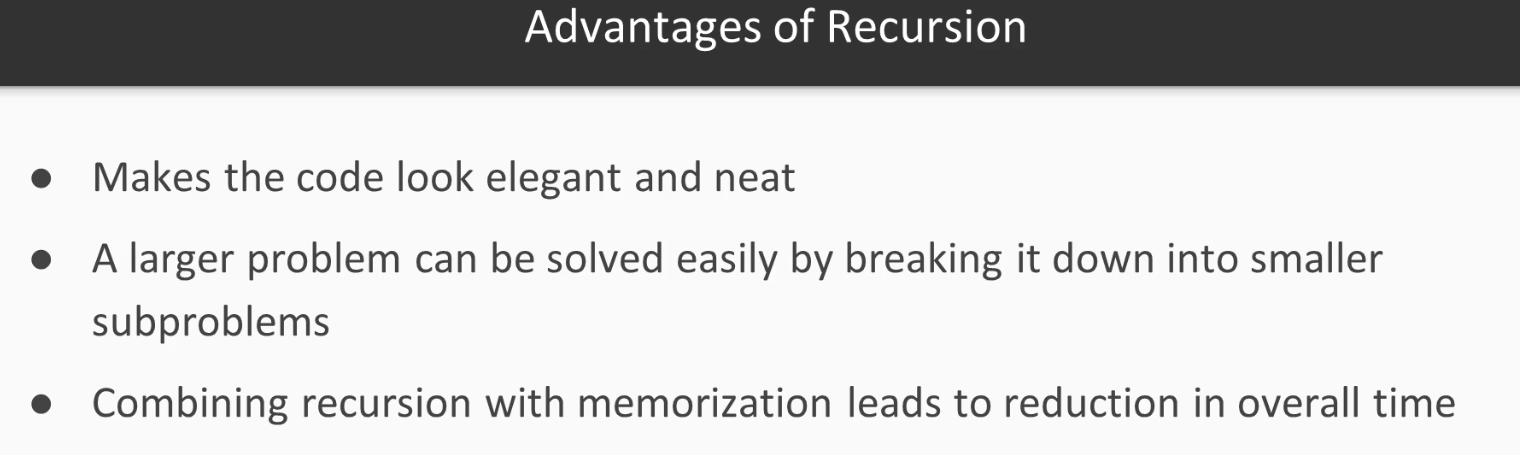 Advantages of Recursion
● Makes the code look elegant and neat
● A larger problem can be solved easily by breaking it down into smaller
subproblems
● Combining recursion with memorization leads to reduction in overall time